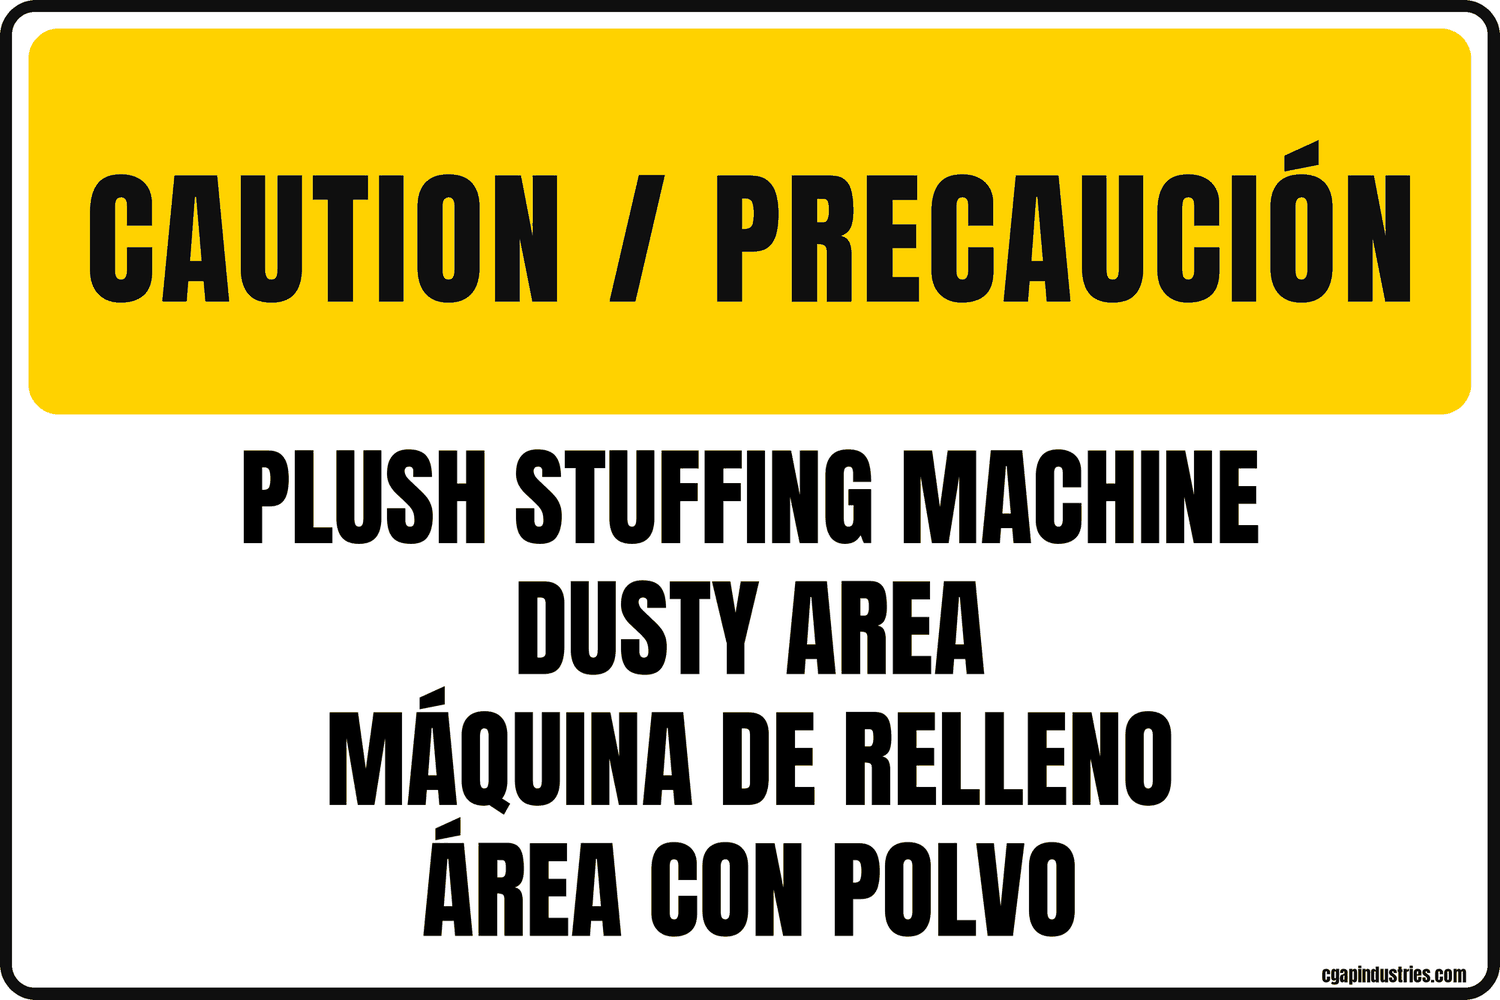 CAUTION / PRECAUCIÓN
PLUSH STUFFING MACHINE
DUSTY AREA
MÁQUINA DE RELLENO
ÁREA CON POLVO
cgapindustries.com